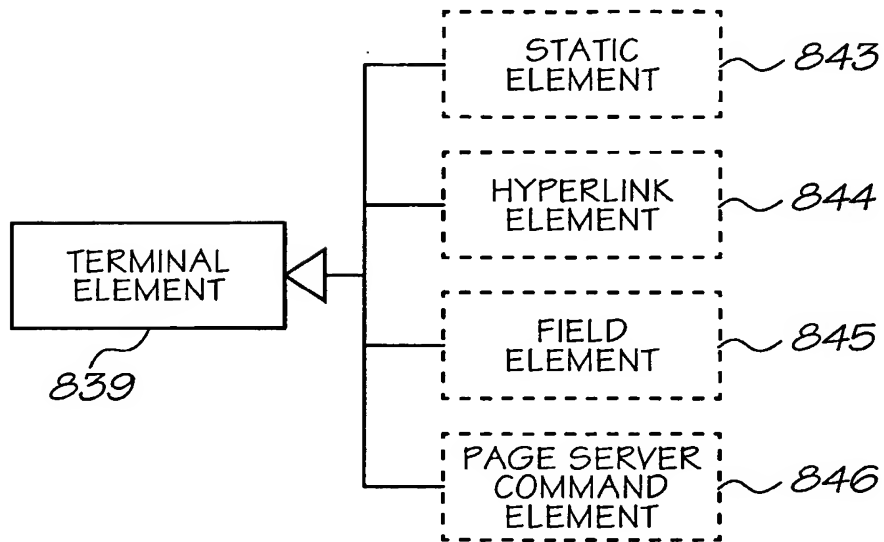 STATIC
ELEMENT
843
HYPERLINK
ELEMENT
844
TERMINAL
ELEMENT
839
FIELD
ELEMENT
845
PAGE SERVER
COMMAND
ELEMENT
846